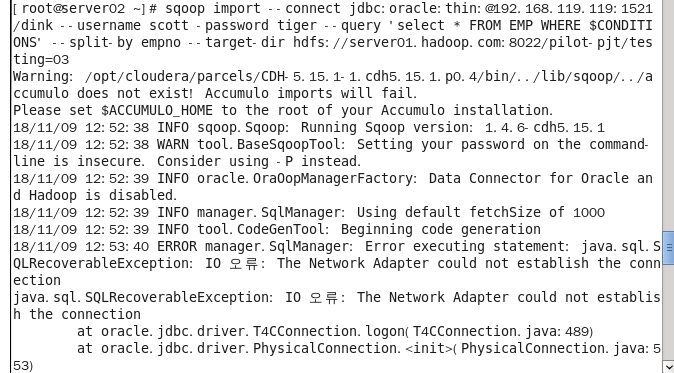 [root@server02 ~]# sqoop import --connect jdbc:oracle:thin:@192.168.119.119:1521
/dink --username scott -password tiger --query 'select * FROM EMP WHERE $CONDITI
ONS' --split-by empno --target-dir hdfs://server01.hadoop.com:8022/pilot-pjt/tes
ting=03
Warning: /opt/cloudera/parcels/CDH-5.15.1-1.cdh5.15.1.p0.4/bin/../lib/sqoop/../a
ccumulo does not exist! Accumulo imports will fail.
Please set $ACCUMULO_HOME to the root of your Accumulo installation.
18/11/09 12:52:38 INFO sqoop.Sqoop: Running Sqoop version: 1.4.6-cdh5.15.1
18/11/09 12:52:38 WARN tool.BaseSqoopTool: Setting your password on the command-
line is insecure. Consider using -P instead.
18/11/09 12:52:39 INFO oracle.OraOopManagerFactory: Data Connector for Oracle an
d Hadoop is disabled.
18/11/09 12:52:39 INFO manager.SqlManager: Using default fetchSize of 1000
18/11/09 12:52:39 INFO tool.CodeGenTool: Beginning code generation
18/11/09 12:53:40 ERROR manager.SqlManager: Error executing statement: java.sql.S
QLRecoverableException: IO 오류: The Network Adapter could not establish the conn
ection
java.sql.SQLRecoverableException: IO 오류: The Network Adapter could not establis
h the connection
at oracle.jdbc.driver.T4CConnection.logon(T4CConnection.java:489)
at oracle.jdbc.driver.PhysicalConnection.<init>(PhysicalConnection.java:5
53)